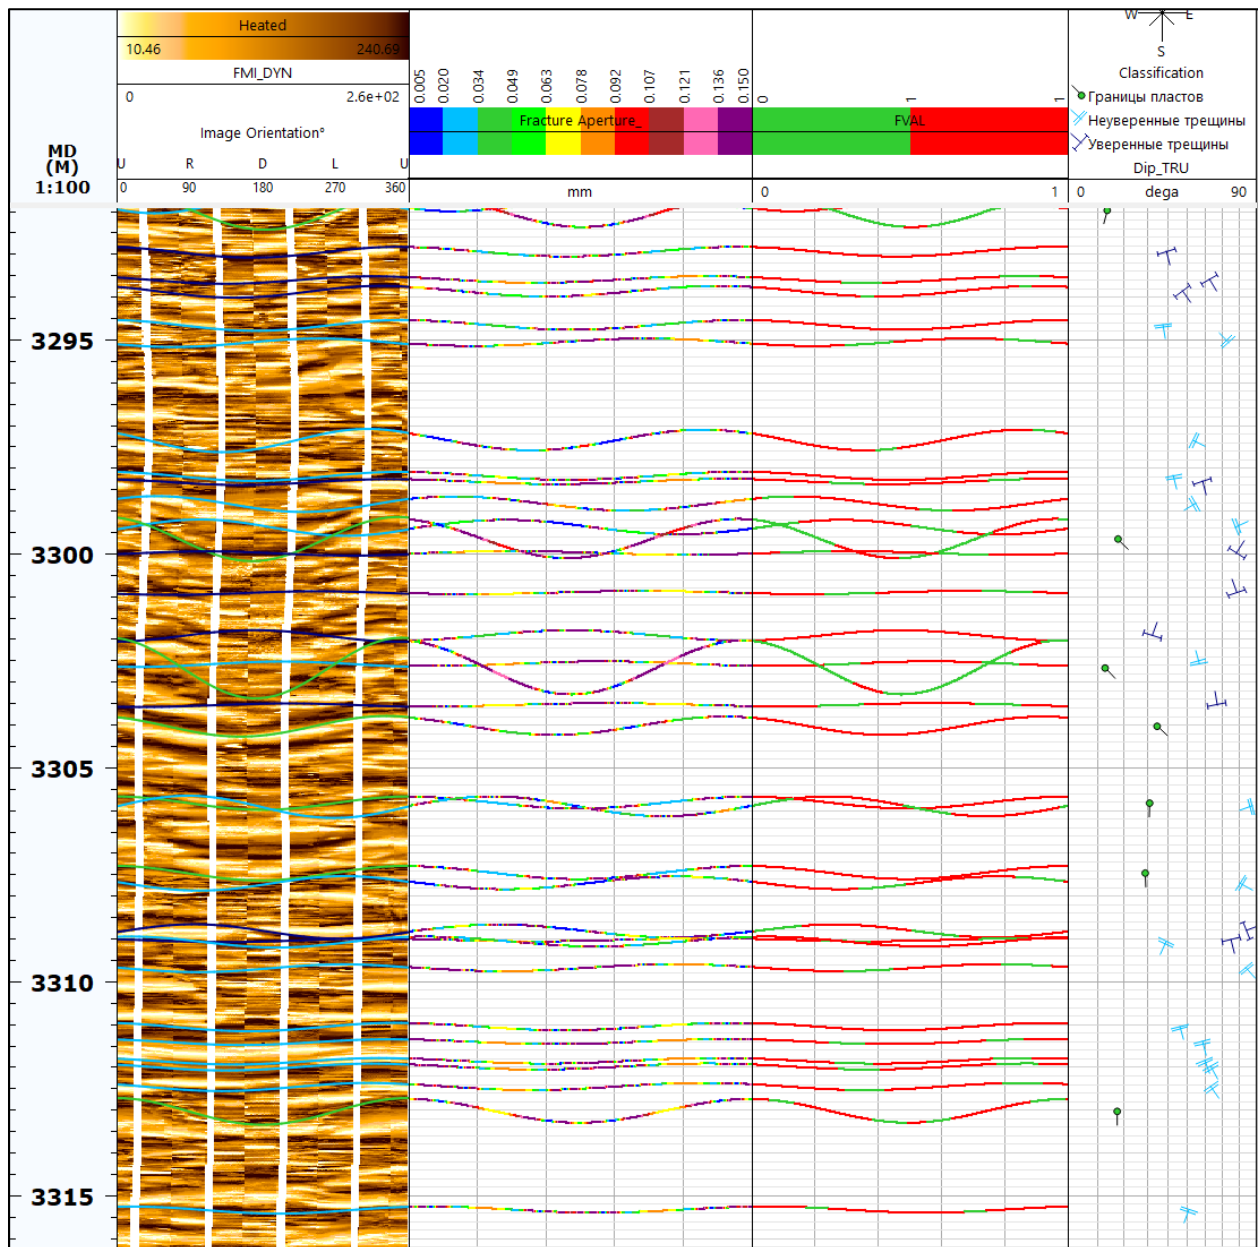 Heated
10.46 240.69
FMI_DYN
0 2.6e+02
Image Orientation°
U R D L U
0 90 180 270 360
MD
(M)
1:100
0.005 0.020 0.034 0.049 0.063 0.078 0.092 0.107 0.121 0.136 0.150
Fracture Aperture_
mm
0 1 1
FVAL
0 1
W E
S
Classification
Границы пластов
Неуверенные трещины
Уверенные трещины
Dip_TRU
0 dega 90
3295
3300
3305
3310
3315